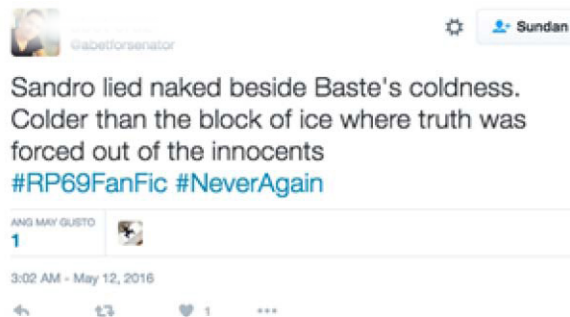 @abetforsenator
Sundan
Sandro lied naked beside Baste's coldness.
Colder than the block of ice where truth was
forced out of the innocents
#RP69FanFic #NeverAgain
ANG MAY GUSTO
1
3:02 AM - May 12, 2016
1